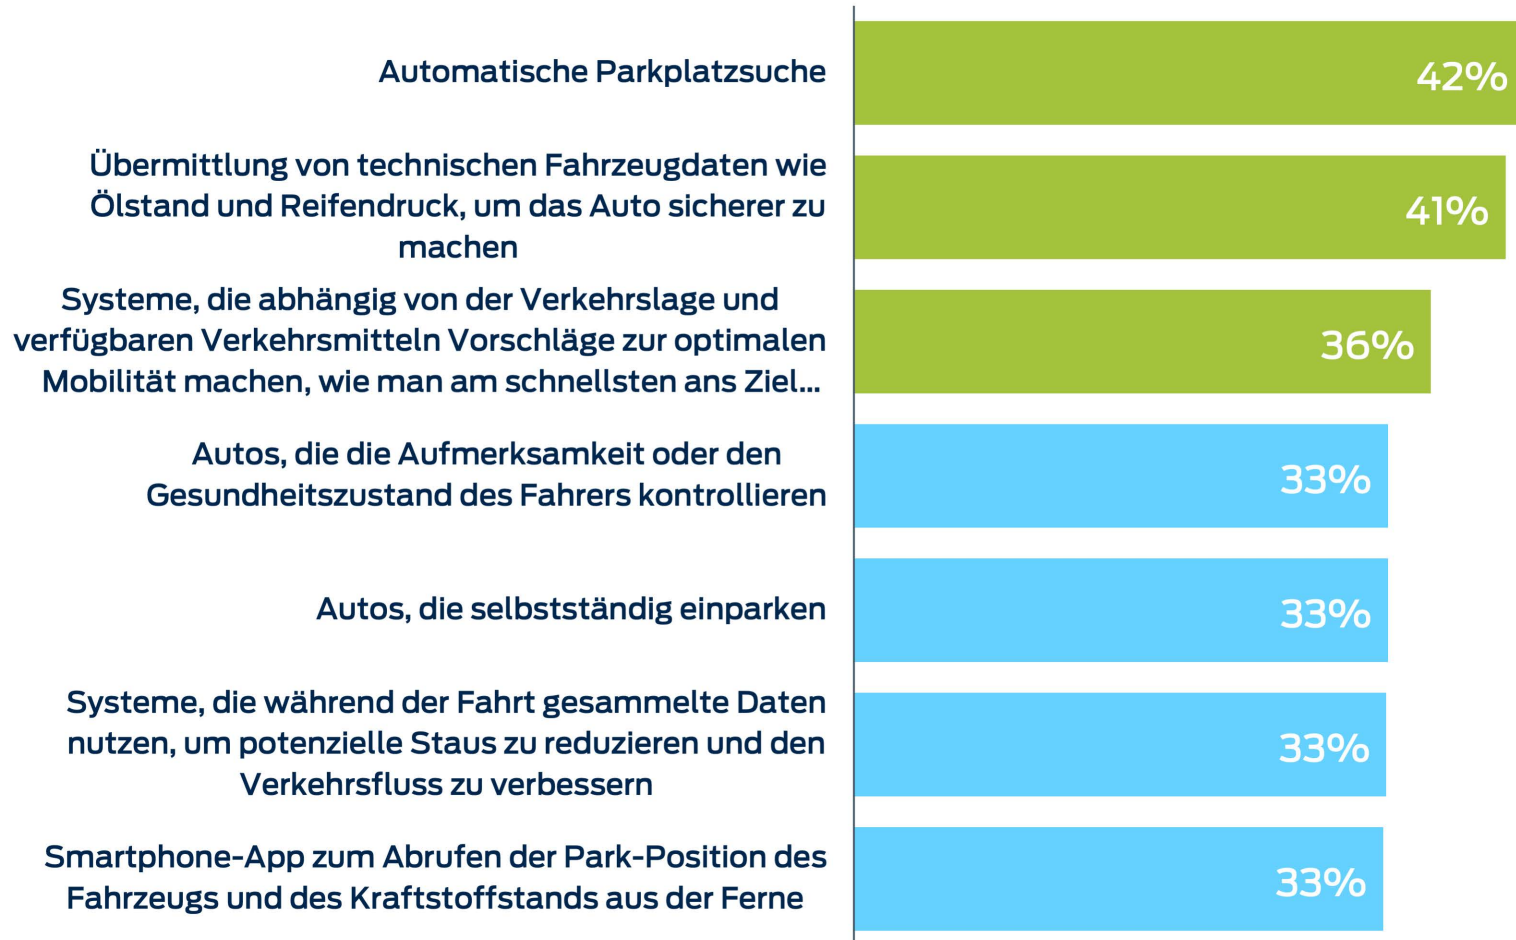 Automatische Parkplatzsuche
42%
Übermittlung von technischen Fahrzeugdaten wie
Ölstand und Reifendruck, um das Auto sicherer zu
machen
41%
Systeme, die abhängig von der Verkehrslage und
verfügbaren Verkehrsmitteln Vorschläge zur optimalen
Mobilität machen, wie man am schnellsten ans Ziel...
36%
Autos, die die Aufmerksamkeit oder den
Gesundheitszustand des Fahrers kontrollieren
33%
Autos, die selbstständig einparken
33%
Systeme, die während der Fahrt gesammelte Daten
nutzen, um potenzielle Staus zu reduzieren und den
Verkehrsfluss zu verbessern
33%
Smartphone-App zum Abrufen der Park-Position des
Fahrzeugs und des Kraftstoffstands aus der Ferne
33%